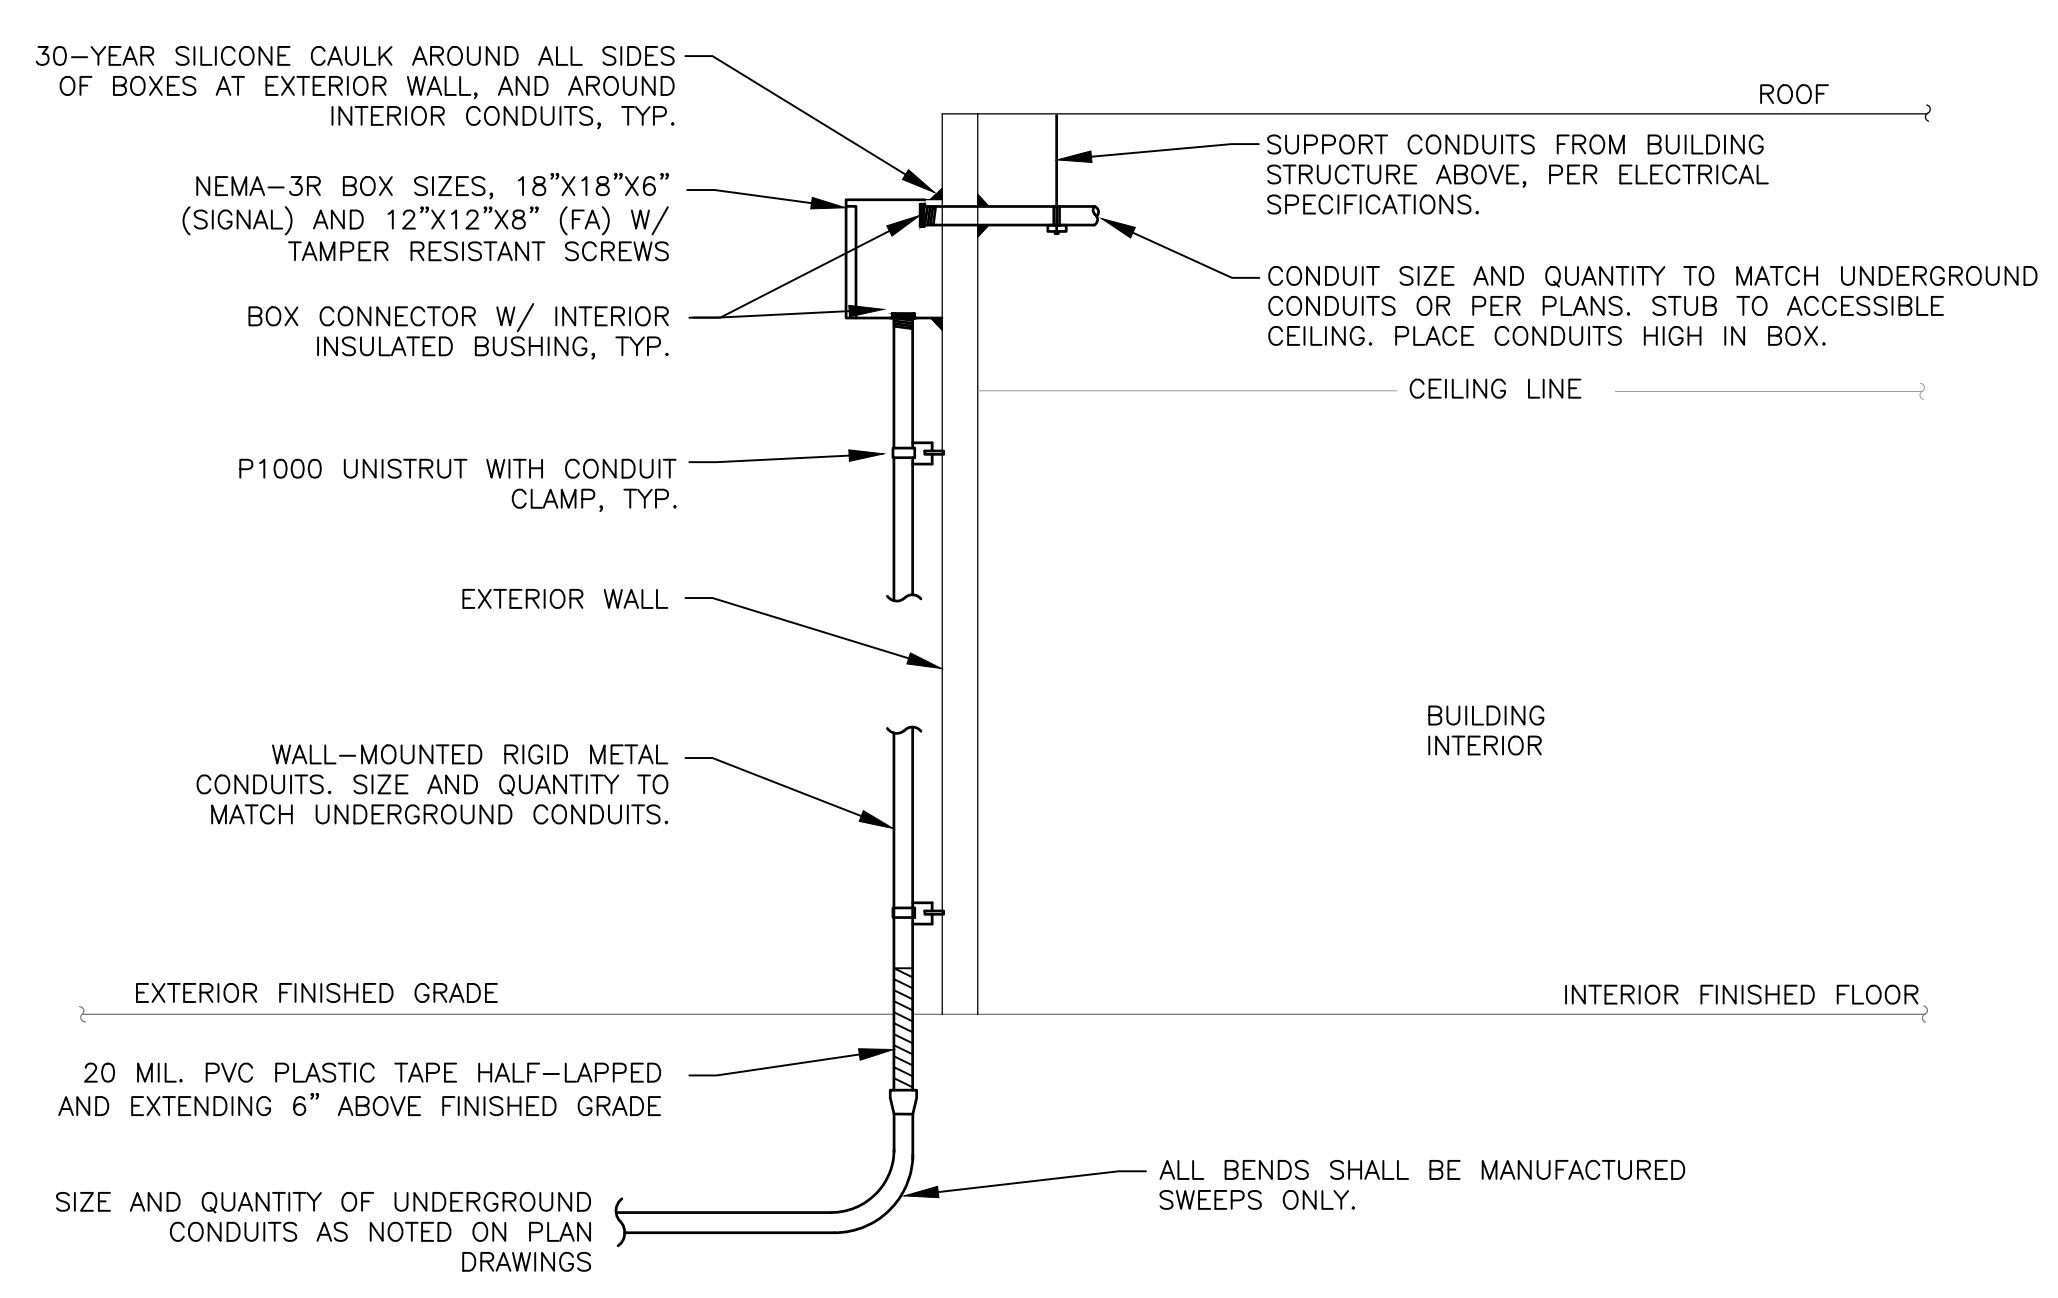 30-YEAR SILICONE CAULK AROUND ALL SIDES
OF BOXES AT EXTERIOR WALL, AND AROUND
INTERIOR CONDUITS, TYP.
NEMA-3R BOX SIZES, 18"X18"X6"
(SIGNAL) AND 12"X12"X8" (FA) W/
TAMPER RESISTANT SCREWS
BOX CONNECTOR W/ INTERIOR
INSULATED BUSHING, TYP.
P1000 UNISTRUT WITH CONDUIT
CLAMP, TYP.
EXTERIOR WALL
WALL-MOUNTED RIGID METAL
CONDUITS. SIZE AND QUANTITY TO
MATCH UNDERGROUND CONDUITS.
EXTERIOR FINISHED GRADE
20 MIL. PVC PLASTIC TAPE HALF-LAPPED
AND EXTENDING 6" ABOVE FINISHED GRADE
SIZE AND QUANTITY OF UNDERGROUND
CONDUITS AS NOTED ON PLAN
DRAWINGS
ROOF
SUPPORT CONDUITS FROM BUILDING
STRUCTURE ABOVE, PER ELECTRICAL
SPECIFICATIONS.
CONDUIT SIZE AND QUANTITY TO MATCH UNDERGROUND
CONDUITS OR PER PLANS. STUB TO ACCESSIBLE
CEILING. PLACE CONDUITS HIGH IN BOX.
CEILING LINE
BUILDING
INTERIOR
INTERIOR FINISHED FLOOR
ALL BENDS SHALL BE MANUFACTURED
SWEEPS ONLY.